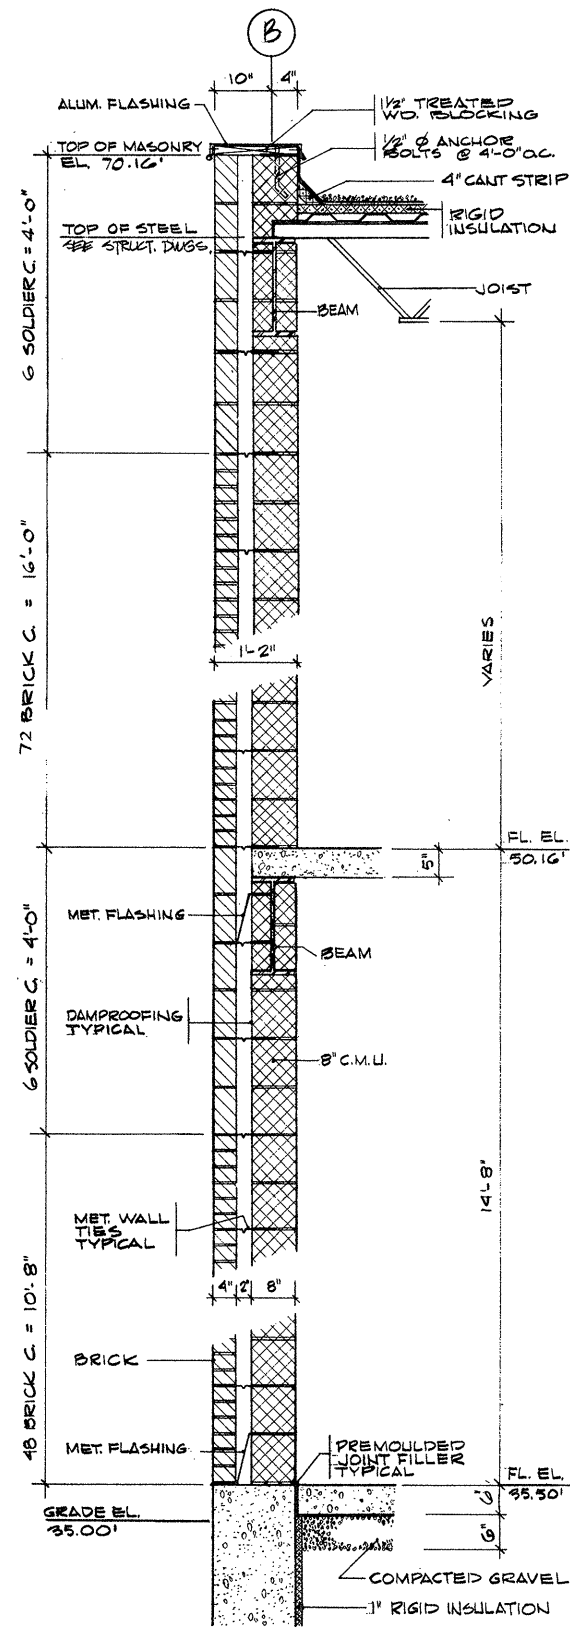 B
10" 4"
ALUM. FLASHING
1½" TREATED
WD. BLOCKING
TOP OF MASONRY
EL. 70.16'
½" Ø ANCHOR
BOLTS @ 4'-0" O.C.
4" CANT STRIP
TOP OF STEEL
SEE STRUCT. DWGS.
RIGID
INSULATION
JOIST
BEAM
6 SOLDIER C. = 4'-0"
72 BRICK C. = 16'-0"
1'-2"
VARIES
FL. EL.
50.16'
5"
MET. FLASHING
BEAM
6 SOLDIER C. = 4'-0"
DAMPROOFING
TYPICAL
8" C.M.U.
14'-8"
MET. WALL
TIES
TYPICAL
4" 2" 8"
48 BRICK C. = 10'-8"
BRICK
MET. FLASHING
PREMOULDED
JOINT FILLER
TYPICAL
FL. EL.
35.50'
GRADE EL.
35.00'
6"
6"
COMPACTED GRAVEL
1" RIGID INSULATION